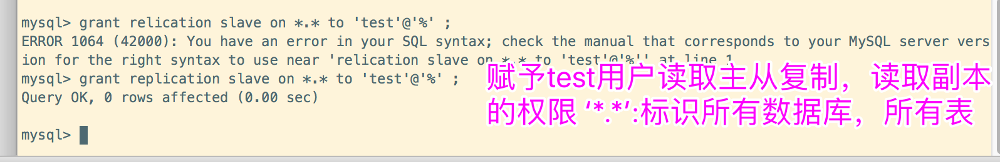 mysql> grant relication slave on *.* to 'test'@'%' ;
ERROR 1064 (42000): You have an error in your SQL syntax; check the manual that corresponds to your MySQL server vers
ion for the right syntax to use near 'relication slave on *.* to 'test'@'%'' at line 1
mysql> grant replication slave on *.* to 'test'@'%' ;
Query OK, 0 rows affected (0.00 sec)
赋予test用户读取主从复制，读取副本
的权限 ‘*.*’:标识所有数据库，所有表
mysql>